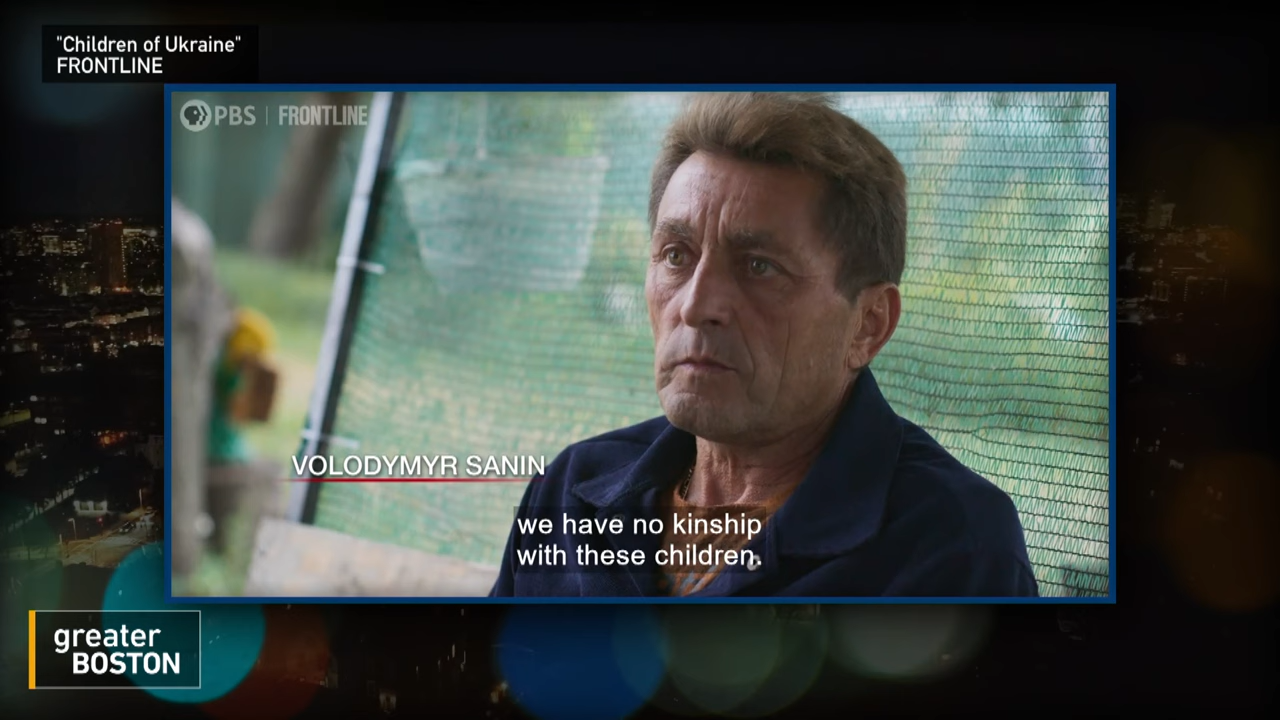 "Children of Ukraine"
FRONTLINE
PBS | FRONTLINE
VOLODYMYR SANIN
we have no kinship
with these children.
greater
BOSTON